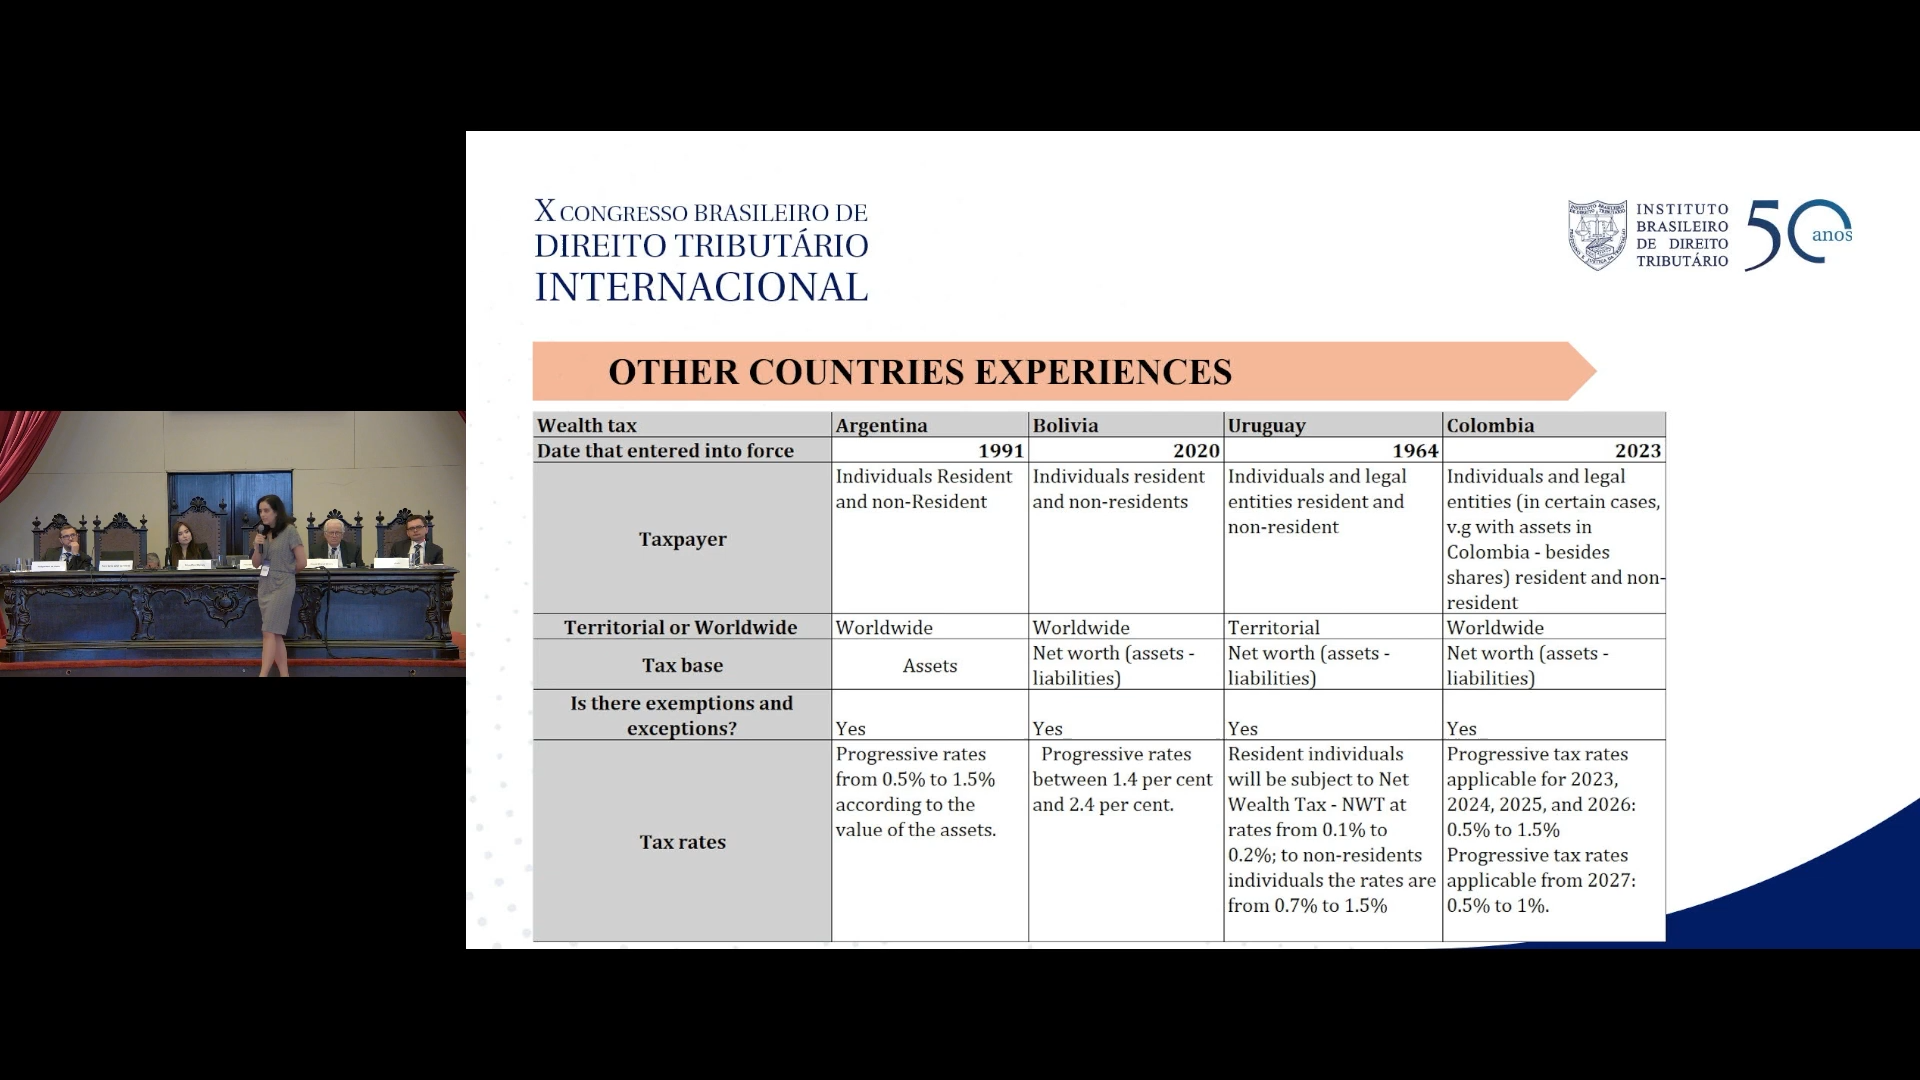 X CONGRESSO BRASILEIRO DE
DIREITO TRIBUTÁRIO
INTERNACIONAL
INSTITUTO
BRASILEIRO
DE DIREITO
TRIBUTÁRIO
50 anos
OTHER COUNTRIES EXPERIENCES
Wealth tax Argentina Bolivia Uruguay Colombia
Date that entered into force 1991 2020 1964 2023
Taxpayer
Individuals Resident
and non-Resident
Individuals resident
and non-residents
Individuals and legal
entities resident and
non-resident
Individuals and legal
entities (in certain cases,
v.g with assets in
Colombia - besides
shares) resident and non-
resident
Territorial or Worldwide Worldwide Worldwide Territorial Worldwide
Tax base
Assets
Net worth (assets -
liabilities)
Net worth (assets -
liabilities)
Net worth (assets -
liabilities)
Is there exemptions and
exceptions?
Yes
Yes
Yes
Yes
Tax rates
Progressive rates
from 0.5% to 1.5%
according to the
value of the assets.
Progressive rates
between 1.4 per cent
and 2.4 per cent.
Resident individuals
will be subject to Net
Wealth Tax - NWT at
rates from 0.1% to
0.2%; to non-residents
individuals the rates are
from 0.7% to 1.5%
Progressive tax rates
applicable for 2023,
2024, 2025, and 2026:
0.5% to 1.5%
Progressive tax rates
applicable from 2027:
0.5% to 1%.